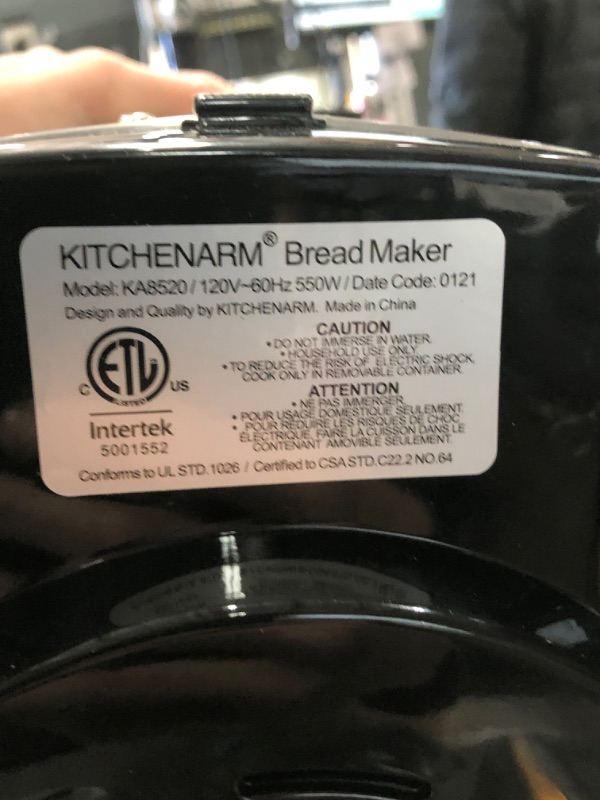 KITCHENARM® Bread Maker
Model: KA8520 / 120V~60Hz 550W / Date Code: 0121
Design and Quality by KITCHENARM. Made in China
CAUTION
• DO NOT IMMERSE IN WATER.
• HOUSEHOLD USE ONLY
• TO REDUCE THE RISK OF ELECTRIC SHOCK,
COOK ONLY IN REMOVABLE CONTAINER.
ATTENTION
• NE PAS IMMERGER
• POUR USAGE DOMESTIQUE SEULEMENT
• POUR RÉDUIRE LES RISQUES DE CHOC
ÉLECTRIQUE, FAIRE LA CUISSON DANS LE
CONTENANT AMOVIBLE SEULEMENT.
C ETL US
LISTED
Intertek
5001552
Conforms to UL STD.1026 / Certified to CSA STD.C22.2 NO.64